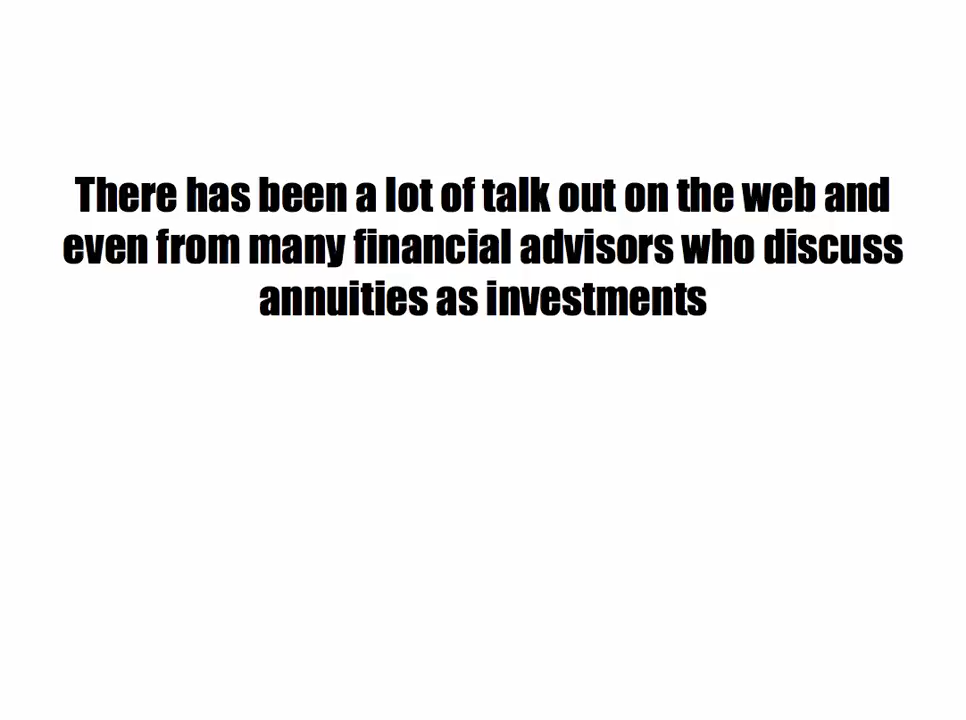 There has been a lot of talk out on the web and
even from many financial advisors who discuss
annuities as investments